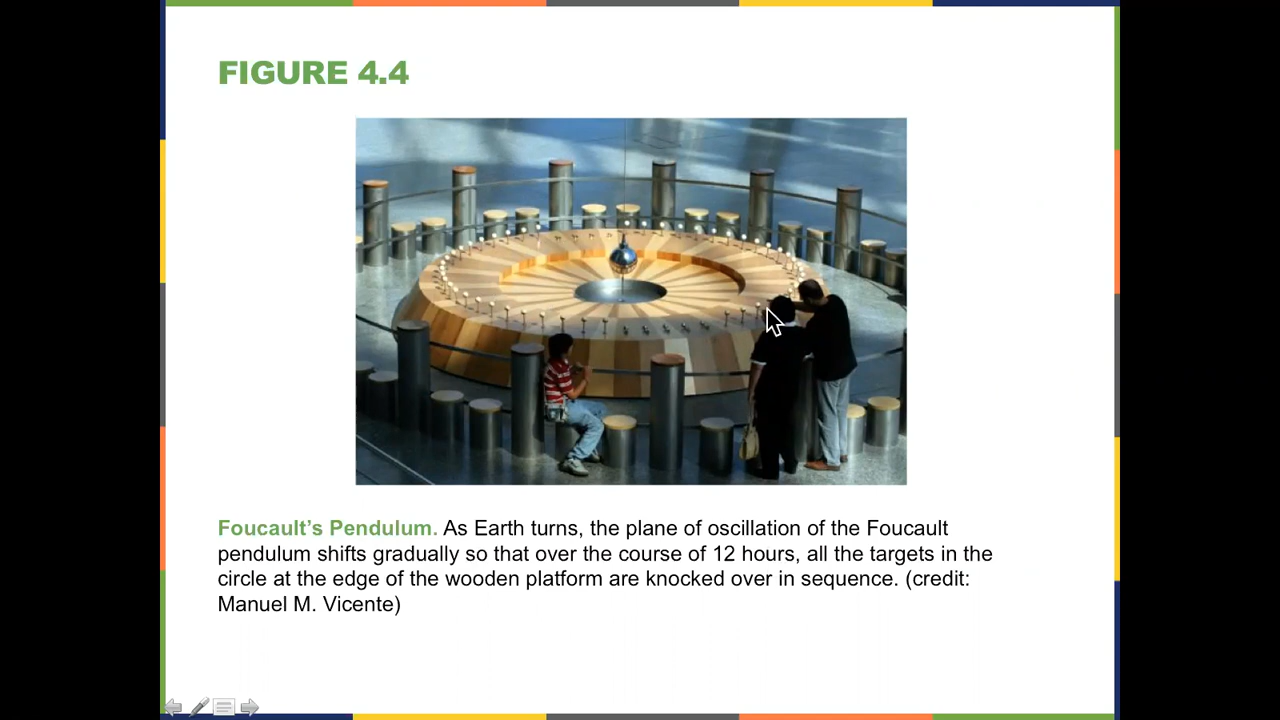 FIGURE 4.4
Foucault’s Pendulum. As Earth turns, the plane of oscillation of the Foucault
pendulum shifts gradually so that over the course of 12 hours, all the targets in the
circle at the edge of the wooden platform are knocked over in sequence. (credit:
Manuel M. Vicente)